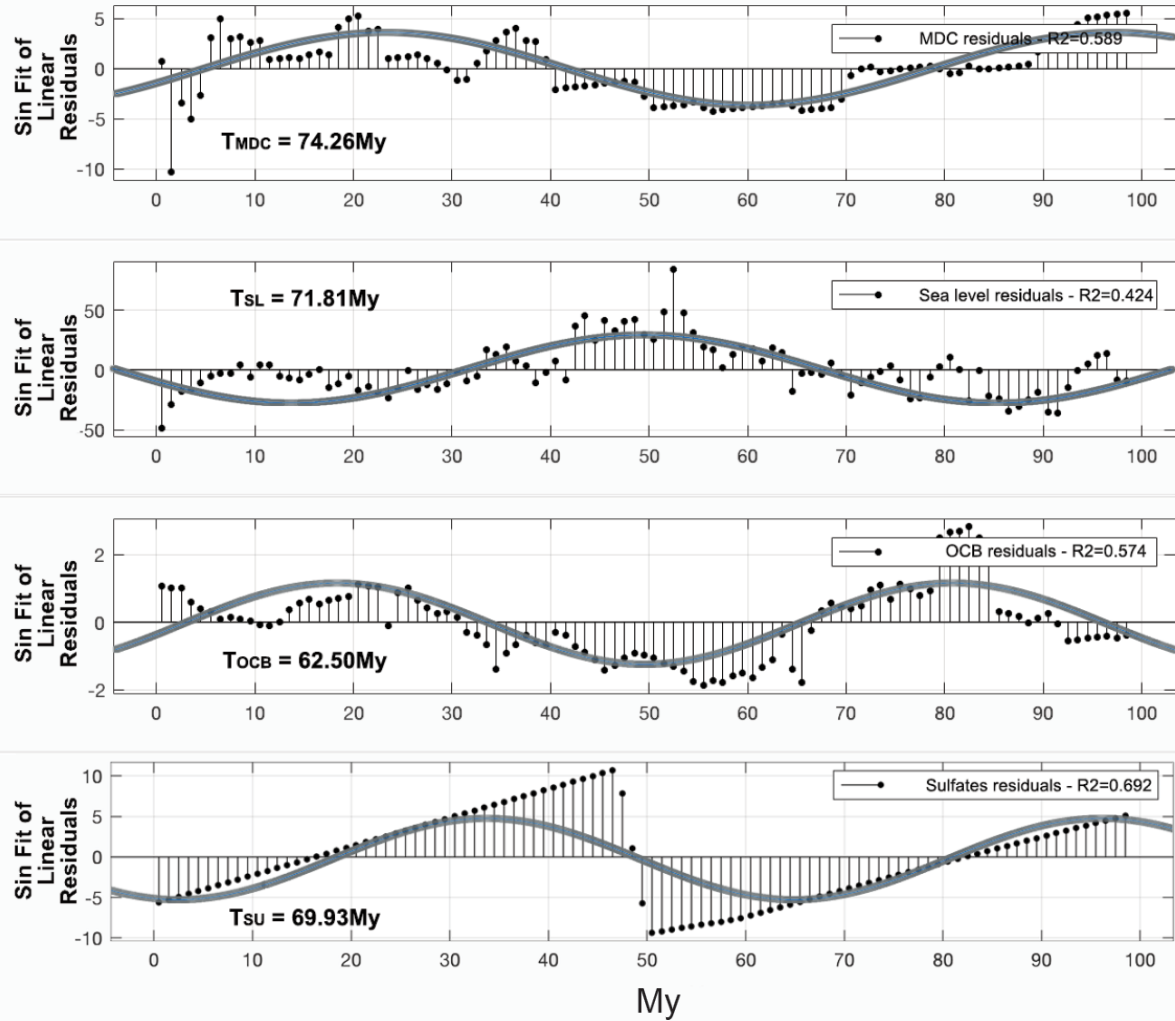 Sin Fit of
Linear
Residuals
5
0
-5
-10
MDC residuals - R2=0.589
TMDC = 74.26My
0 10 20 30 40 50 60 70 80 90 100
Sin Fit of
Linear
Residuals
50
0
-50
TSL = 71.81My
Sea level residuals - R2=0.424
0 10 20 30 40 50 60 70 80 90 100
Sin Fit of
Linear
Residuals
2
0
-2
OCB residuals - R2=0.574
TOCB = 62.50My
0 10 20 30 40 50 60 70 80 90 100
Sin Fit of
Linear
Residuals
10
5
0
-5
-10
Sulfates residuals - R2=0.692
TSU = 69.93My
0 10 20 30 40 50 60 70 80 90 100
My